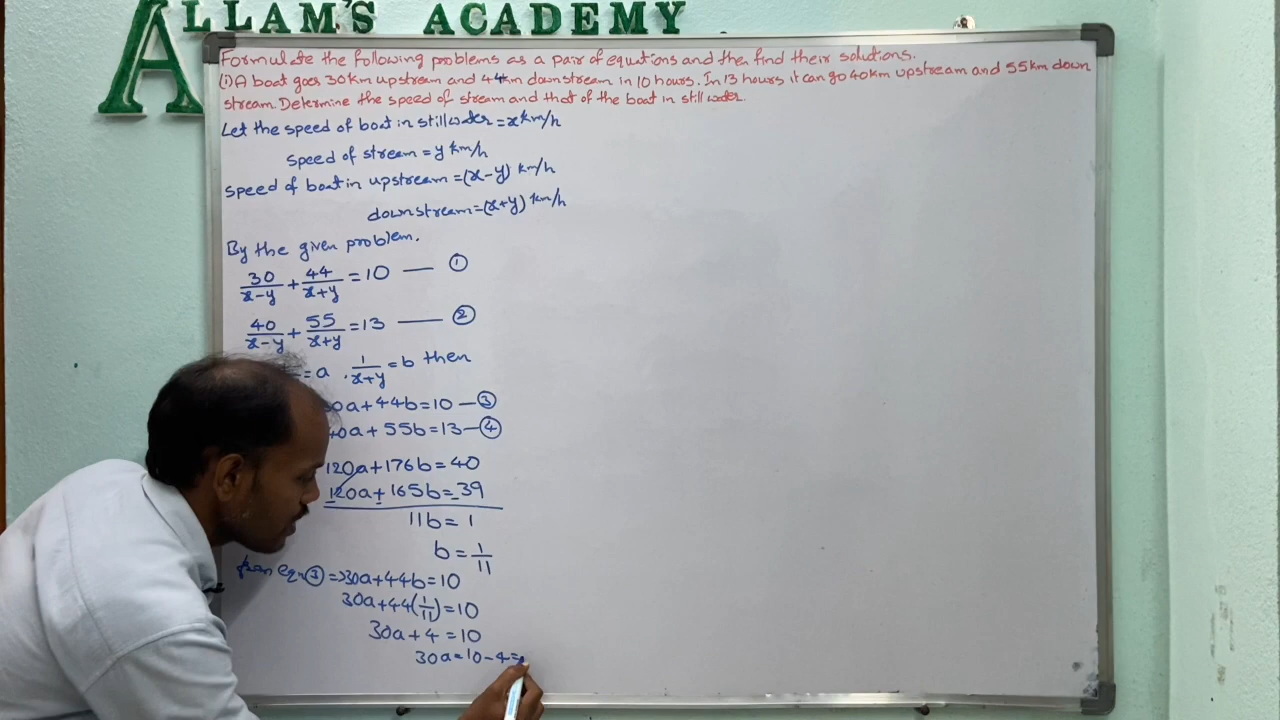 ALLAM'S ACADEMY
Formulate the following problems as a pair of equations and then find their solutions.
(i) A boat goes 30km upstream and 44km downstream in 10 hours. In 13 hours it can go 40km upstream and 55km down
stream. Determine the speed of stream and that of the boat in still water.
Let the speed of boat in still water = x km/h
speed of stream = y km/h
speed of boat in upstream = (x-y) km/h
downstream = (x+y) km/h
By the given problem.
30/(x-y) + 44/(x+y) = 10 — ①
40/(x-y) + 55/(x+y) = 13 — ②
= a . 1/(x+y) = b then
0a + 44b = 10 — ③
0a + 55b = 13 — ④
120a + 176b = 40
120a + 165b = 39
11b = 1
b = 1/11
from eqn ③ => 30a + 44b = 10
30a + 44(1/11) = 10
30a + 4 = 10
30a = 10 - 4 =